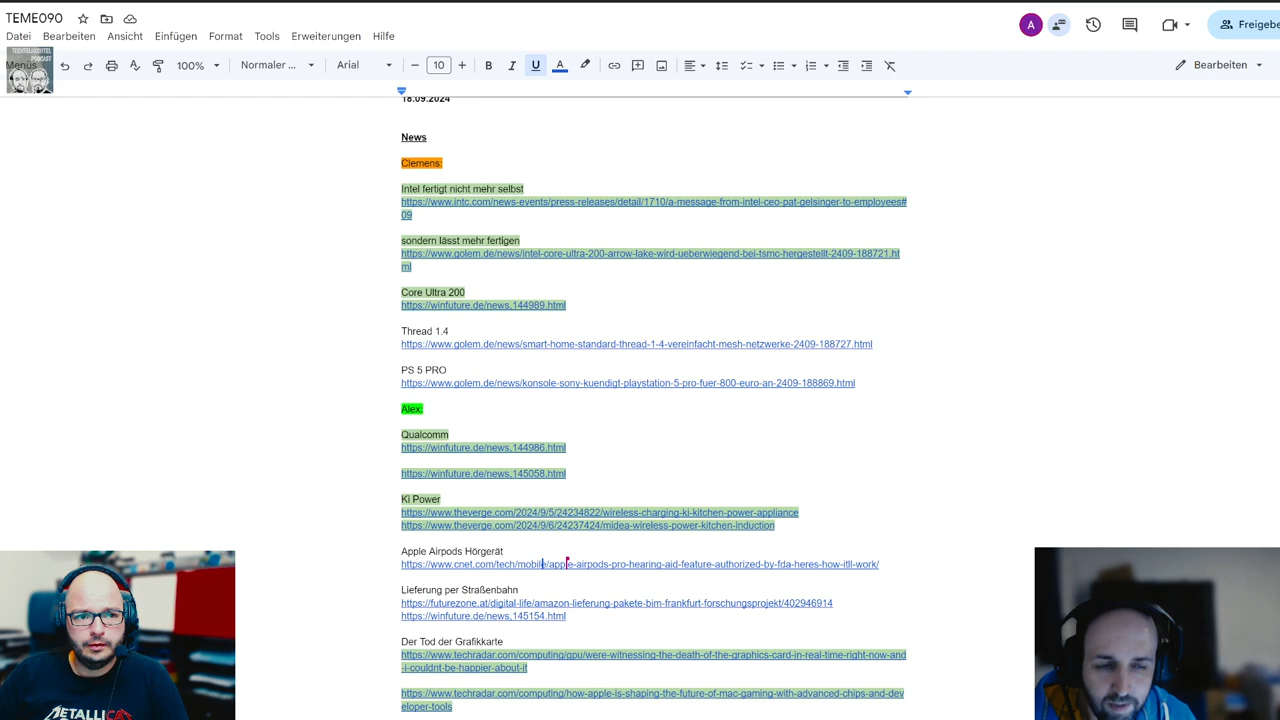 TEME090
Datei Bearbeiten Ansicht Einfügen Format Tools Erweiterungen Hilfe
A
Freigebe
TECHTELMECHTEL
PODCAST
Menüs
100% Normaler ... Arial 10 B I U A Bearbeiten
18.09.2024
News
Clemens:
Intel fertigt nicht mehr selbst
https://www.intc.com/news-events/press-releases/detail/1710/a-message-from-intel-ceo-pat-gelsinger-to-employees#
09
sondern lässt mehr fertigen
https://www.golem.de/news/intel-core-ultra-200-arrow-lake-wird-ueberwiegend-bei-tsmc-hergestellt-2409-188721.ht
ml
Core Ultra 200
https://winfuture.de/news,144989.html
Thread 1.4
https://www.golem.de/news/smart-home-standard-thread-1-4-vereinfacht-mesh-netzwerke-2409-188727.html
PS 5 PRO
https://www.golem.de/news/konsole-sony-kuendigt-playstation-5-pro-fuer-800-euro-an-2409-188869.html
Alex:
Qualcomm
https://winfuture.de/news,144986.html
https://winfuture.de/news,145058.html
Ki Power
https://www.theverge.com/2024/9/5/24234822/wireless-charging-ki-kitchen-power-appliance
https://www.theverge.com/2024/9/6/24237424/midea-wireless-power-kitchen-induction
Apple Airpods Hörgerät
https://www.cnet.com/tech/mobile/apple-airpods-pro-hearing-aid-feature-authorized-by-fda-heres-how-itll-work/
Lieferung per Straßenbahn
https://futurezone.at/digital-life/amazon-lieferung-pakete-bim-frankfurt-forschungsprojekt/402946914
https://winfuture.de/news,145154.html
Der Tod der Grafikkarte
https://www.techradar.com/computing/gpu/were-witnessing-the-death-of-the-graphics-card-in-real-time-right-now-and
-i-couldnt-be-happier-about-it
https://www.techradar.com/computing/how-apple-is-shaping-the-future-of-mac-gaming-with-advanced-chips-and-dev
eloper-tools
METALLICA